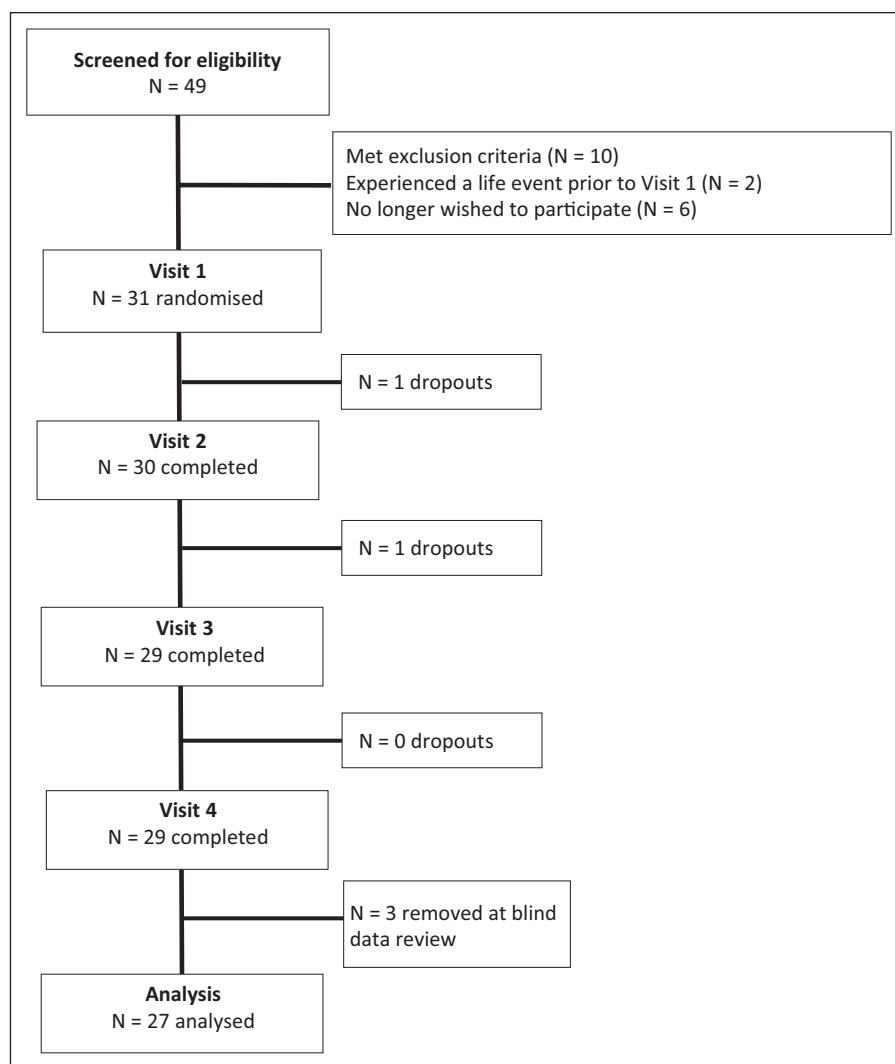 Screened for eligibility
N = 49
Met exclusion criteria (N = 10)
Experienced a life event prior to Visit 1 (N = 2)
No longer wished to participate (N = 6)
Visit 1
N = 31 randomised
N = 1 dropouts
Visit 2
N = 30 completed
N = 1 dropouts
Visit 3
N = 29 completed
N = 0 dropouts
Visit 4
N = 29 completed
N = 3 removed at blind
data review
Analysis
N = 27 analysed